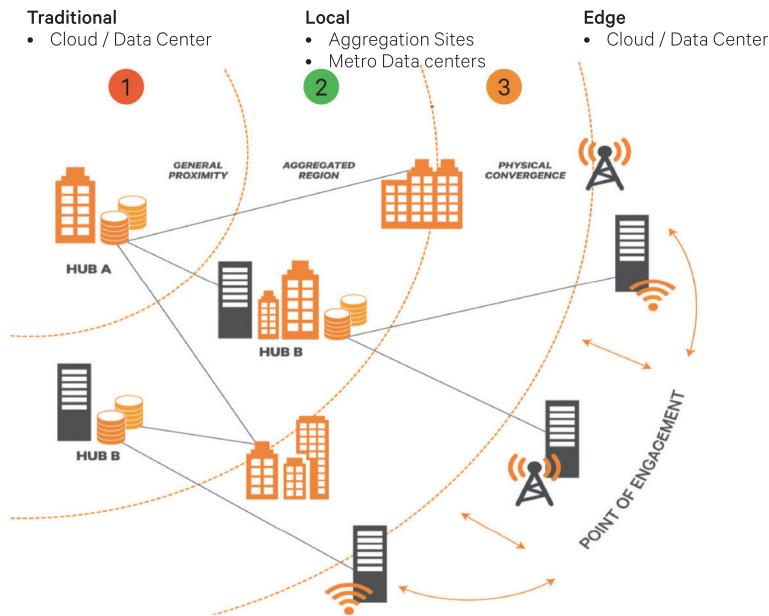 Traditional
• Cloud / Data Center
Local
• Aggregation Sites
• Metro Data centers
Edge
• Cloud / Data Center
1
2
3
GENERAL
PROXIMITY
AGGREGATED
REGION
PHYSICAL
CONVERGENCE
HUB A
HUB B
HUB B
POINT OF ENGAGEMENT